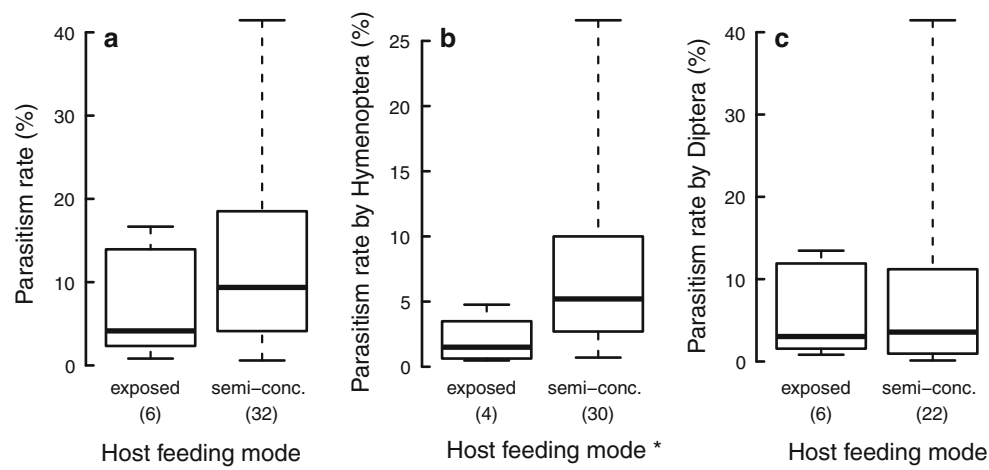 a
Parasitism rate (%)
40
30
20
10
0
exposed semi−conc.
(6) (32)
Host feeding mode
b
Parasitism rate by Hymenoptera (%)
25
20
15
10
5
0
exposed semi−conc.
(4) (30)
Host feeding mode *
c
Parasitism rate by Diptera (%)
40
30
20
10
0
exposed semi−conc.
(6) (22)
Host feeding mode